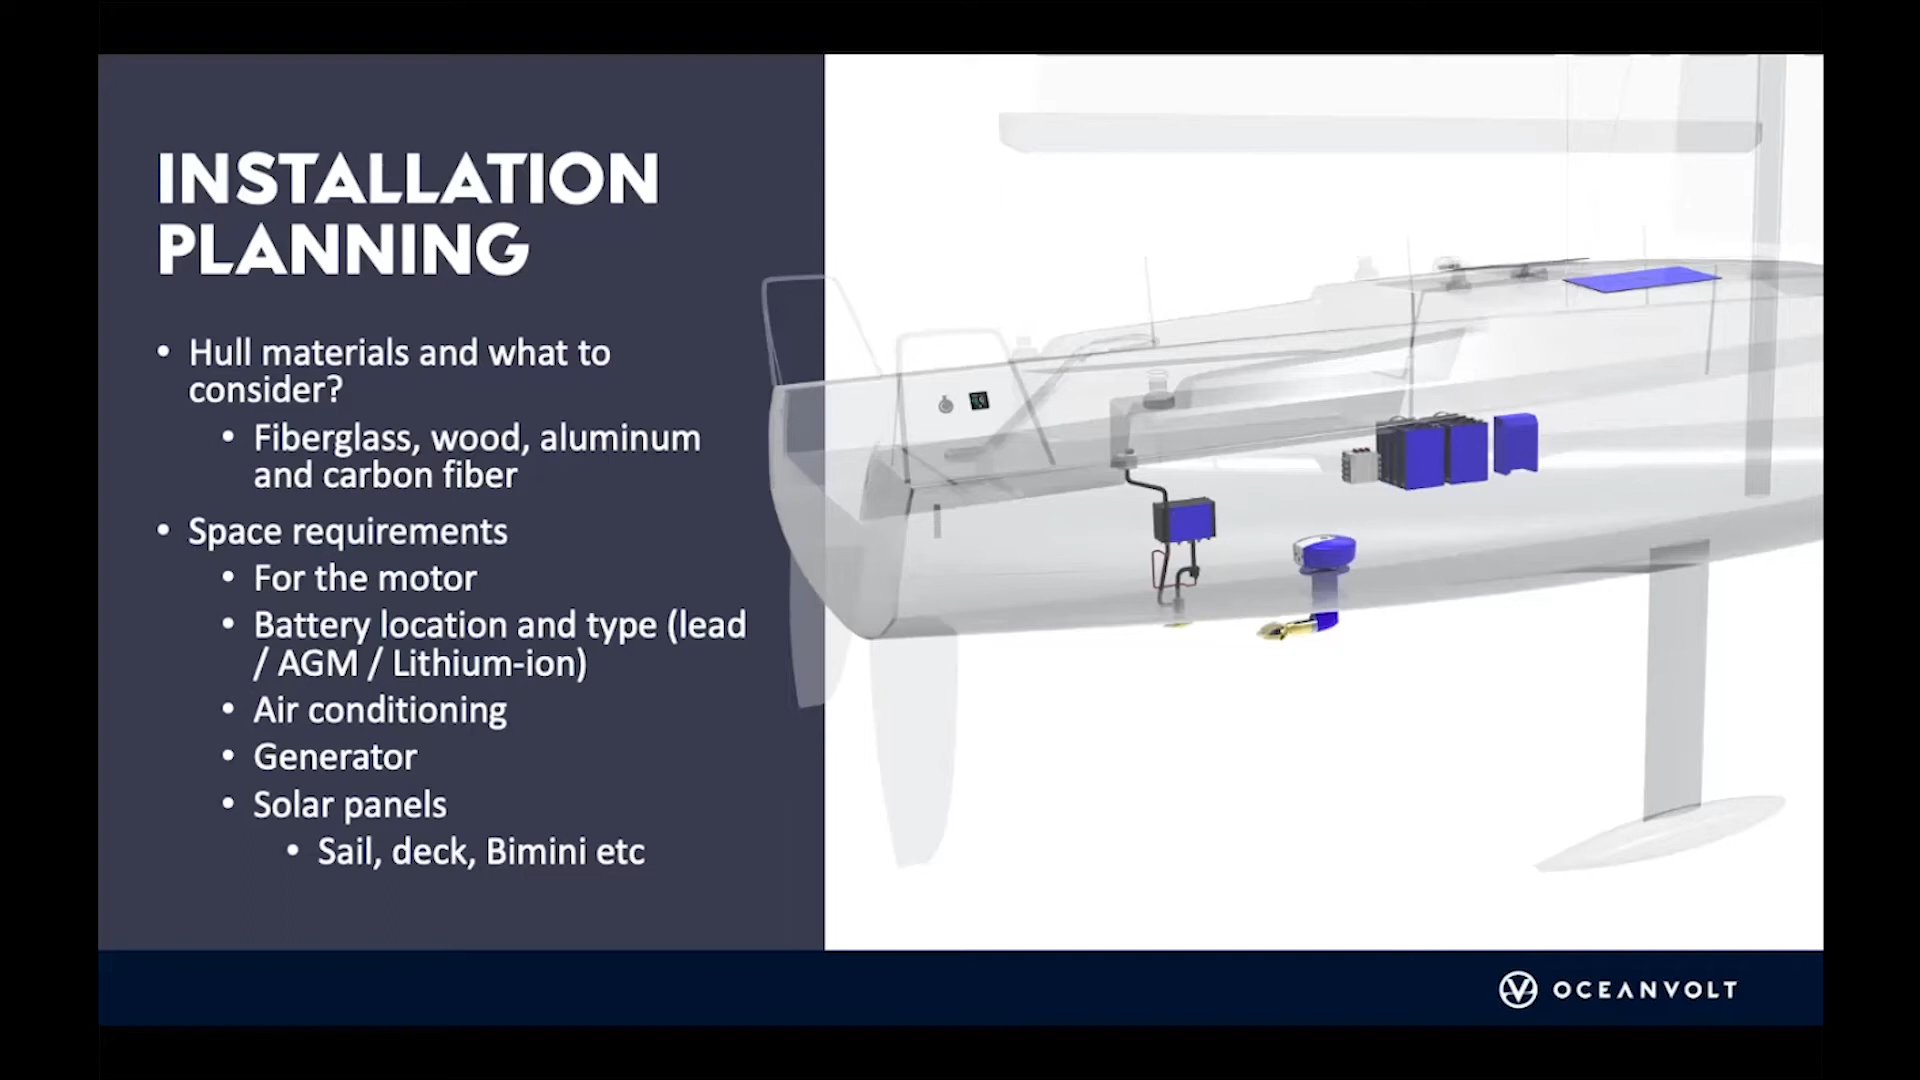 INSTALLATION
PLANNING
• Hull materials and what to
consider?
• Fiberglass, wood, aluminum
and carbon fiber
• Space requirements
• For the motor
• Battery location and type (lead
/ AGM / Lithium-ion)
• Air conditioning
• Generator
• Solar panels
• Sail, deck, Bimini etc
OCEANVOLT